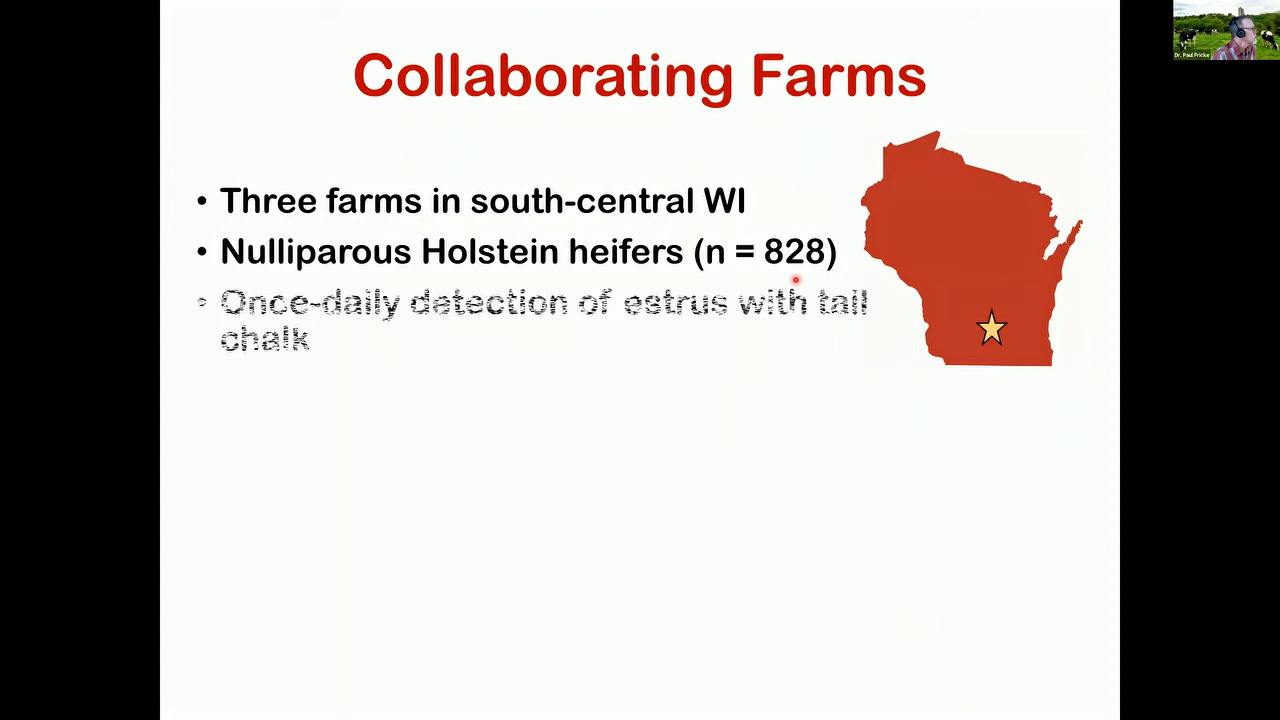 Collaborating Farms
• Three farms in south-central WI
• Nulliparous Holstein heifers (n = 828)
• Once-daily detection of estrus with tail
chalk
Dr. Paul Fricke